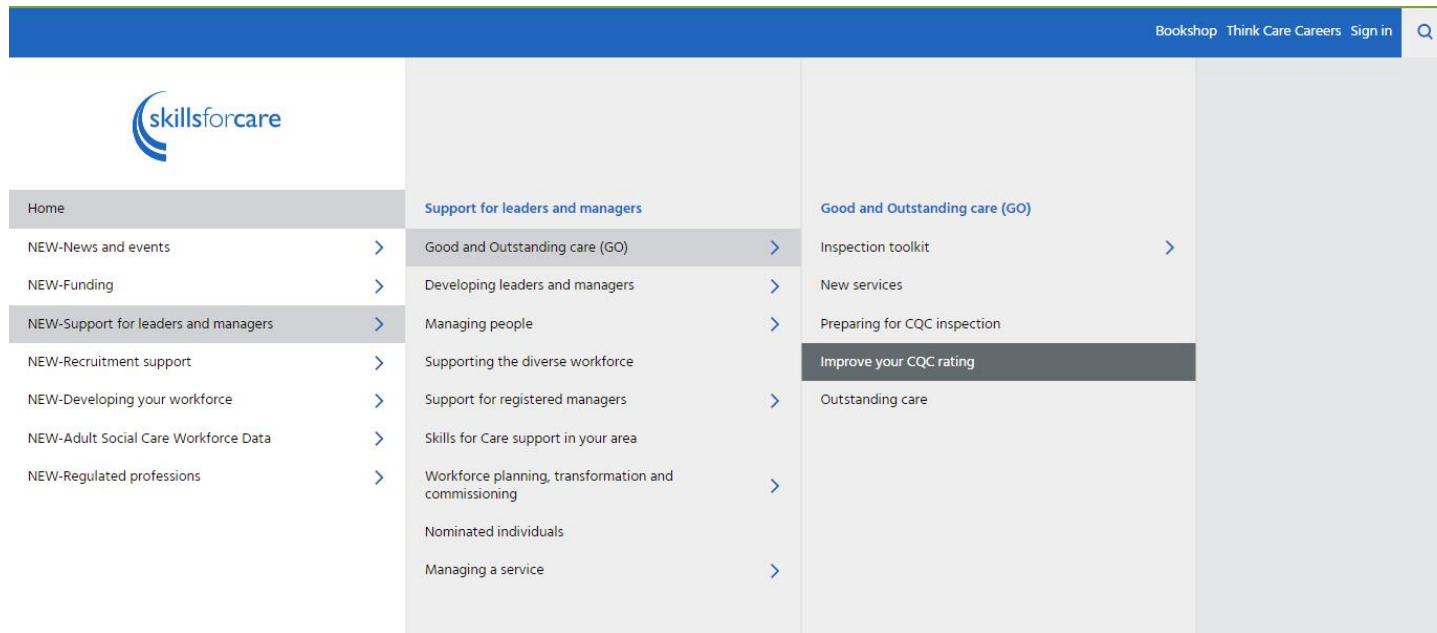 Bookshop Think Care Careers Sign in
skillsforcare
Home
NEW-News and events
NEW-Funding
NEW-Support for leaders and managers
NEW-Recruitment support
NEW-Developing your workforce
NEW-Adult Social Care Workforce Data
NEW-Regulated professions
Support for leaders and managers
Good and Outstanding care (GO)
Developing leaders and managers
Managing people
Supporting the diverse workforce
Support for registered managers
Skills for Care support in your area
Workforce planning, transformation and
commissioning
Nominated individuals
Managing a service
Good and Outstanding care (GO)
Inspection toolkit
New services
Preparing for CQC inspection
Improve your CQC rating
Outstanding care